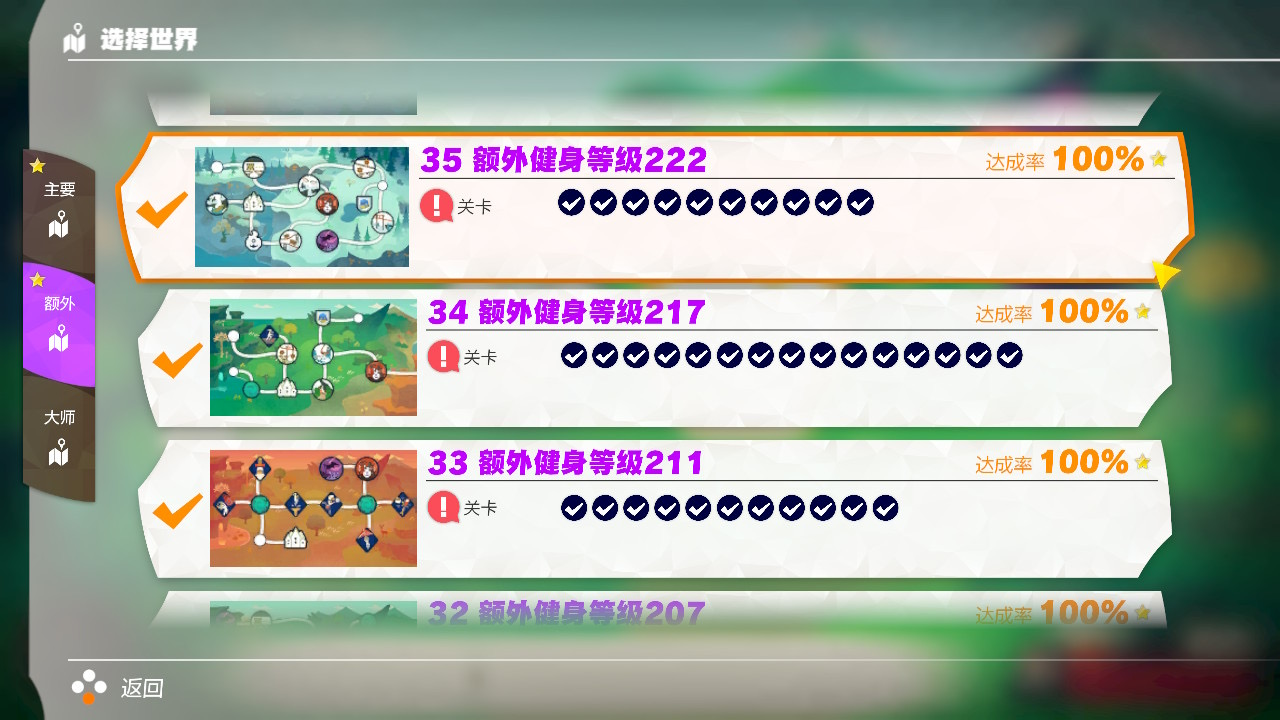 选择世界
主要
额外
大师
35 额外健身等级222
达成率 100%
关卡
34 额外健身等级217
达成率 100%
关卡
33 额外健身等级211
达成率 100%
关卡
32 额外健身等级207
达成率 100%
返回